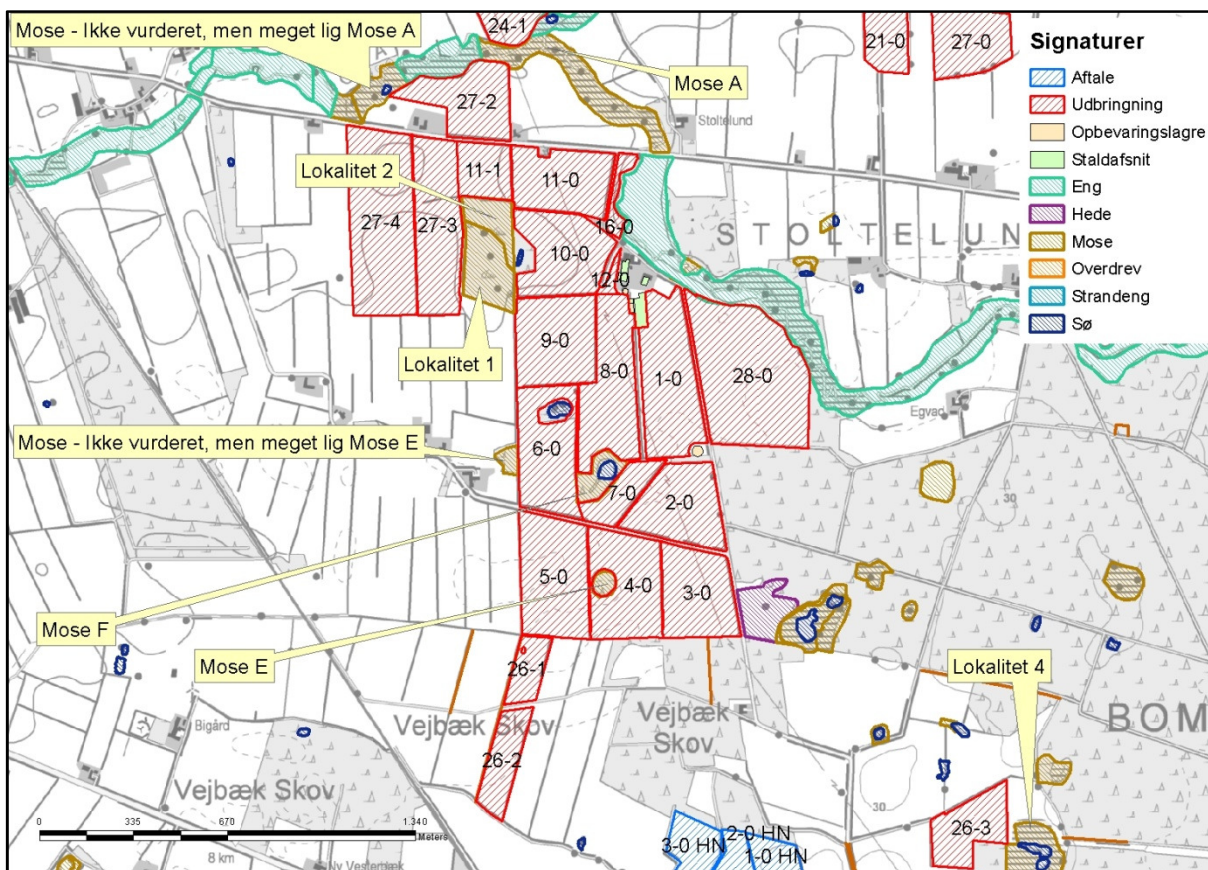 Mose - Ikke vurderet, men meget lig Mose A
24-1
Mose A
21-0
27-0
Signaturer
Aftale
Udbringning
Opbevaringslagre
Staldafsnit
Eng
Hede
Mose
Overdrev
Strandeng
Sø
27-2
Stoltelund
Lokalitet 2
11-1
11-0
27-4
27-3
16-0
STOLTELUN
10-0
12-0
Lokalitet 1
9-0
8-0
1-0
28-0
Egvad
Mose - Ikke vurderet, men meget lig Mose E
6-0
7-0
2-0
30
5-0
4-0
3-0
Mose F
Mose E
26-1
Lokalitet 4
Vejbæk Skov
Vejbæk
Skov
BOM
Bigård
26-2
Vejbæk Skov
30
0 335 670 1.340
Meters
8 km
26-3
3-0 HN
2-0 HN
1-0 HN